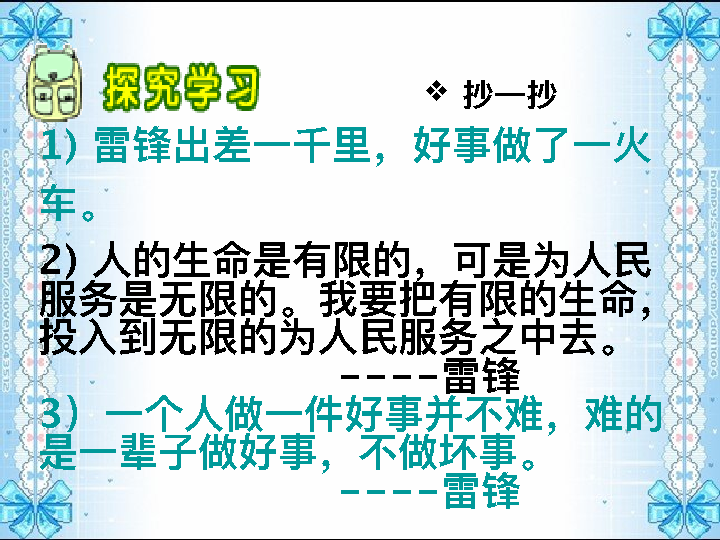 探究学习
❖ 抄一抄
1) 雷锋出差一千里，好事做了一火
车。
2) 人的生命是有限的，可是为人民
服务是无限的。我要把有限的生命，
投入到无限的为人民服务之中去。
----雷锋
3) 一个人做一件好事并不难，难的
是一辈子做好事，不做坏事。
----雷锋